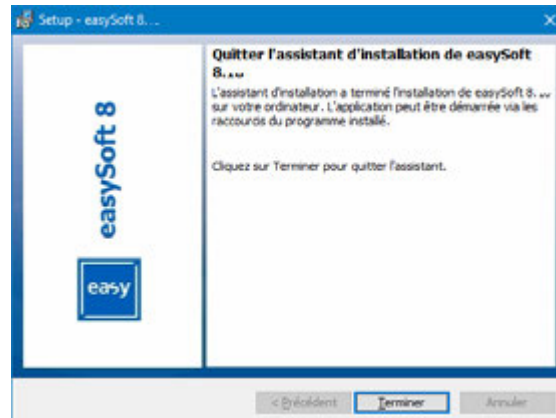 Setup - easySoft 8...
Quitter l'assistant d'installation de easySoft
8...
L'assistant d'installation a terminé l'installation de easySoft 8. ...
sur votre ordinateur. L'application peut être démarrée via les
raccourcis du programme installé.
Cliquez sur Terminer pour quitter l'assistant.
easySoft 8
easy
< Précédent
Terminer
Annuler